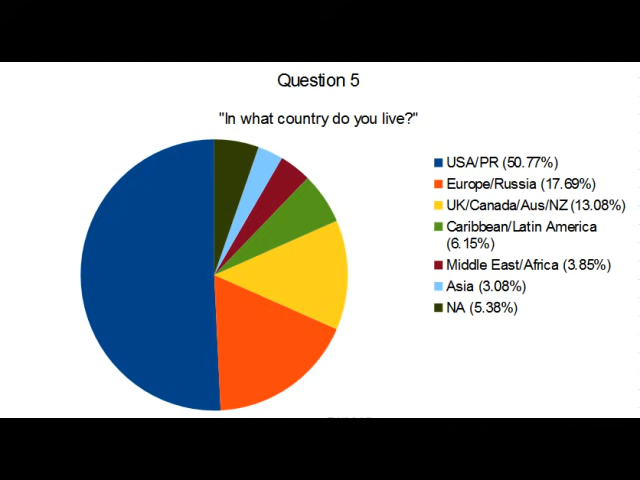 Question 5
"In what country do you live?"
USA/PR (50.77%)
Europe/Russia (17.69%)
UK/Canada/Aus/NZ (13.08%)
Caribbean/Latin America
(6.15%)
Middle East/Africa (3.85%)
Asia (3.08%)
NA (5.38%)